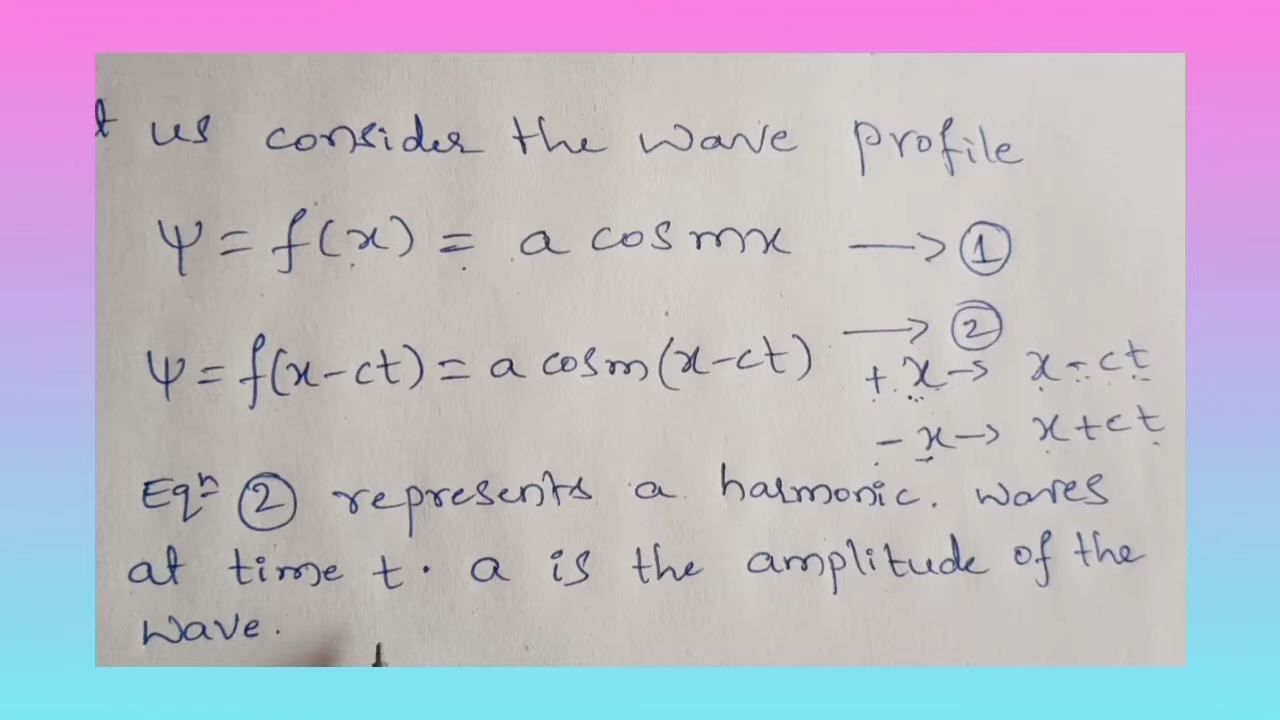 t us consider the wave profile
ψ = f(x) = a cos mx → ①
ψ = f(x-ct) = a cos m(x-ct) → ②
+ x → x-ct
- x → x+ct
Eqⁿ ② represents a harmonic. waves
at time t. a is the amplitude of the
wave.